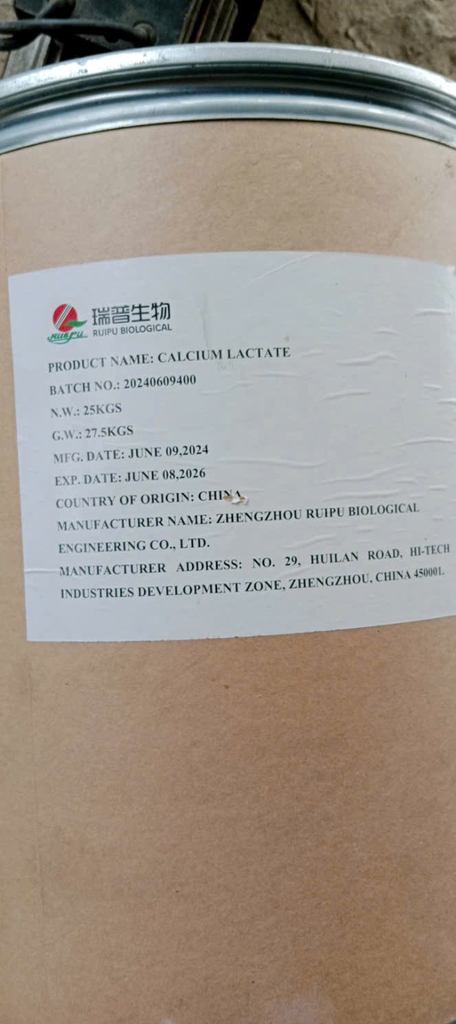 瑞普生物
RUIPU BIOLOGICAL
PRODUCT NAME: CALCIUM LACTATE
BATCH NO.: 20240609400
N.W.: 25KGS
G.W.: 27.5KGS
MFG. DATE: JUNE 09,2024
EXP. DATE: JUNE 08,2026
COUNTRY OF ORIGIN: CHINA
MANUFACTURER NAME: ZHENGZHOU RUIPU BIOLOGICAL
ENGINEERING CO., LTD.
MANUFACTURER ADDRESS: NO. 29, HUILAN ROAD, HI-TECH
INDUSTRIES DEVELOPMENT ZONE, ZHENGZHOU, CHINA 450001.